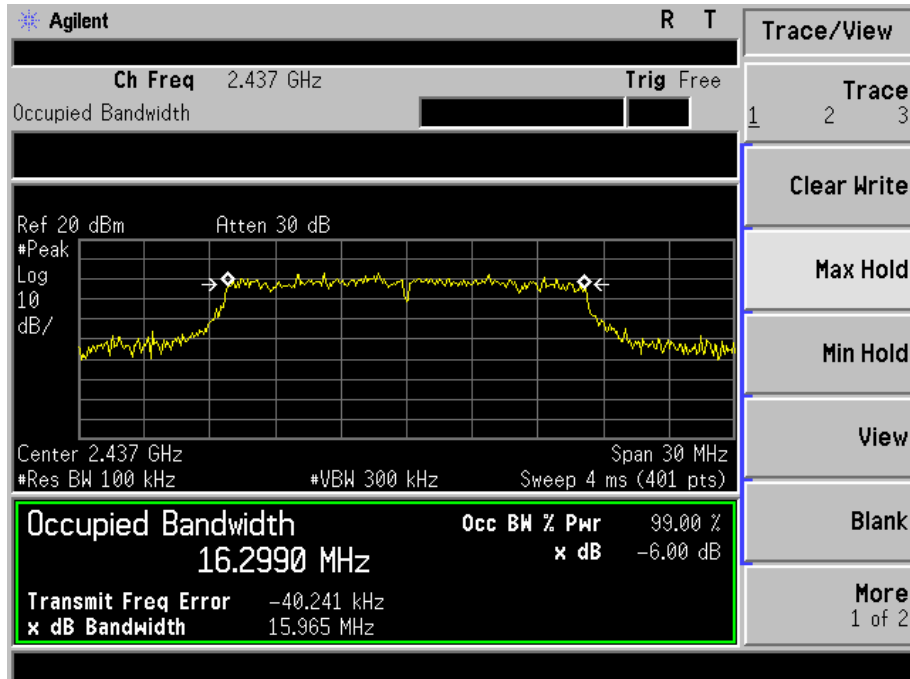 Agilent R T
Ch Freq 2.437 GHz Trig Free
Occupied Bandwidth
Ref 20 dBm Atten 30 dB
#Peak
Log
10
dB/
Center 2.437 GHz Span 30 MHz
#Res BW 100 kHz #VBW 300 kHz Sweep 4 ms (401 pts)
Occupied Bandwidth Occ BW % Pwr 99.00 %
16.2990 MHz x dB -6.00 dB
Transmit Freq Error -40.241 kHz
x dB Bandwidth 15.965 MHz
Trace/View
Trace
1 2 3
Clear Write
Max Hold
Min Hold
View
Blank
More
1 of 2